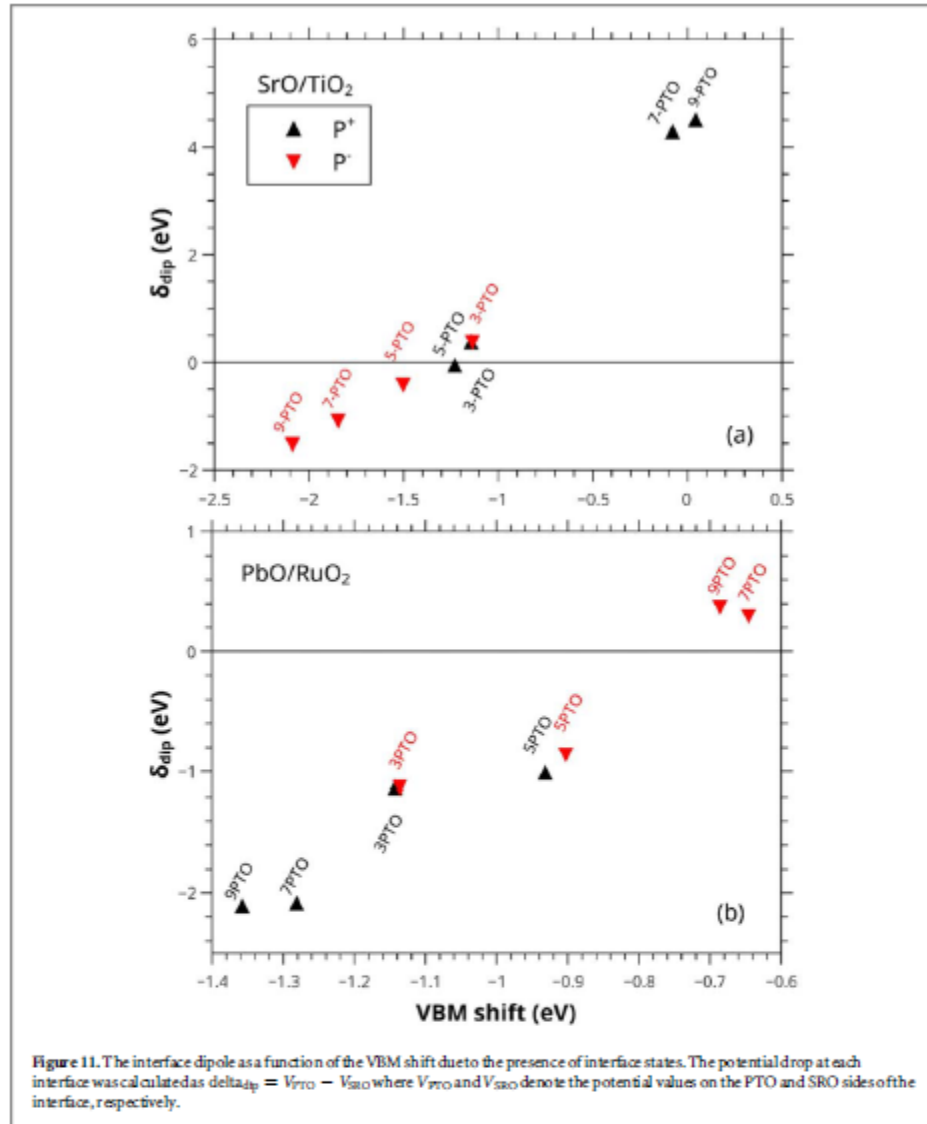 6
SrO/TiO₂
P⁺
P⁻
7-PTO
9-PTO
4
δdip (eV)
2
3-PTO
5-PTO
5-PTO
0
3-PTO
7-PTO
9-PTO
(a)
−2
−2.5 −2 −1.5 −1 −0.5 0 0.5
1
PbO/RuO₂
9PTO
7PTO
0
δdip (eV)
5PTO
5PTO
3PTO
−1
3PTO
9PTO
7PTO
−2
(b)
−1.4 −1.3 −1.2 −1.1 −1 −0.9 −0.8 −0.7 −0.6
VBM shift (eV)
Figure 11. The interface dipole as a function of the VBM shift due to the presence of interface states. The potential drop at each
interface was calculated as delta_dip = V_PTO − V_SRO where V_PTO and V_SRO denote the potential values on the PTO and SRO sides of the
interface, respectively.